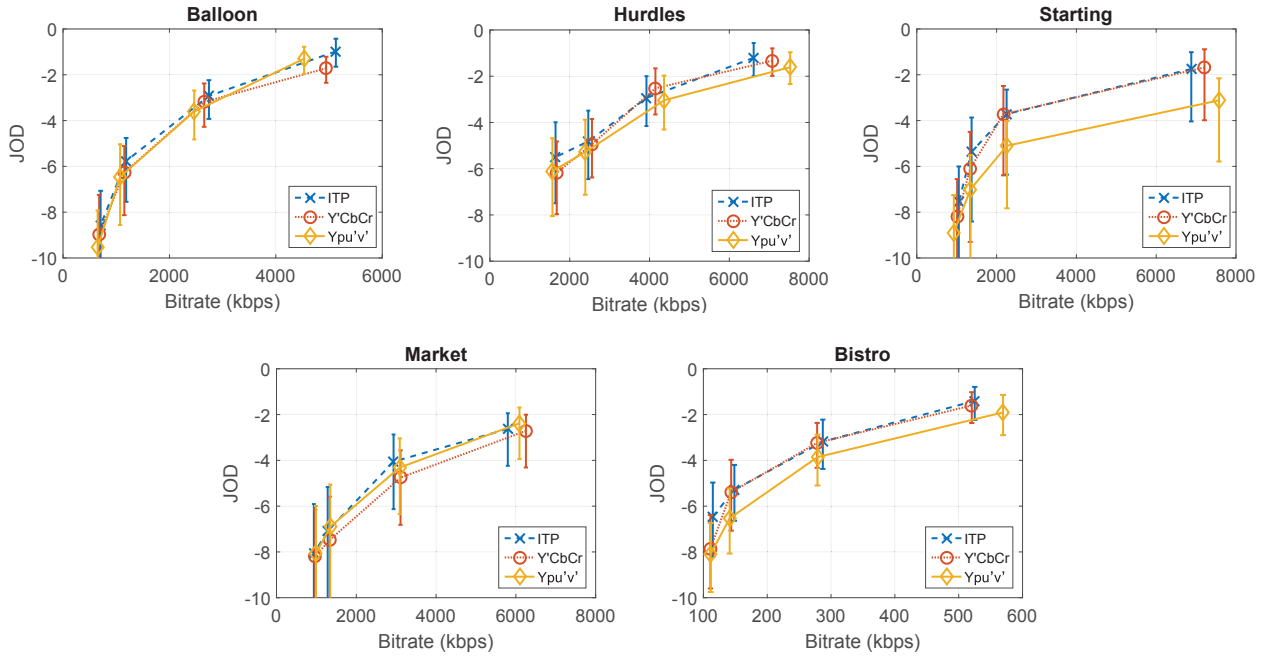 Balloon
0
-2
-4
-6
-8
-10
JOD
0 2000 4000 6000
Bitrate (kbps)
ITP
Y'CbCr
Ypu'v'
Hurdles
0
-2
-4
-6
-8
-10
JOD
0 2000 4000 6000 8000
Bitrate (kbps)
ITP
Y'CbCr
Ypu'v'
Starting
0
-2
-4
-6
-8
-10
JOD
0 2000 4000 6000 8000
Bitrate (kbps)
ITP
Y'CbCr
Ypu'v'
Market
0
-2
-4
-6
-8
-10
JOD
0 2000 4000 6000 8000
Bitrate (kbps)
ITP
Y'CbCr
Ypu'v'
Bistro
0
-2
-4
-6
-8
-10
JOD
100 200 300 400 500 600
Bitrate (kbps)
ITP
Y'CbCr
Ypu'v'